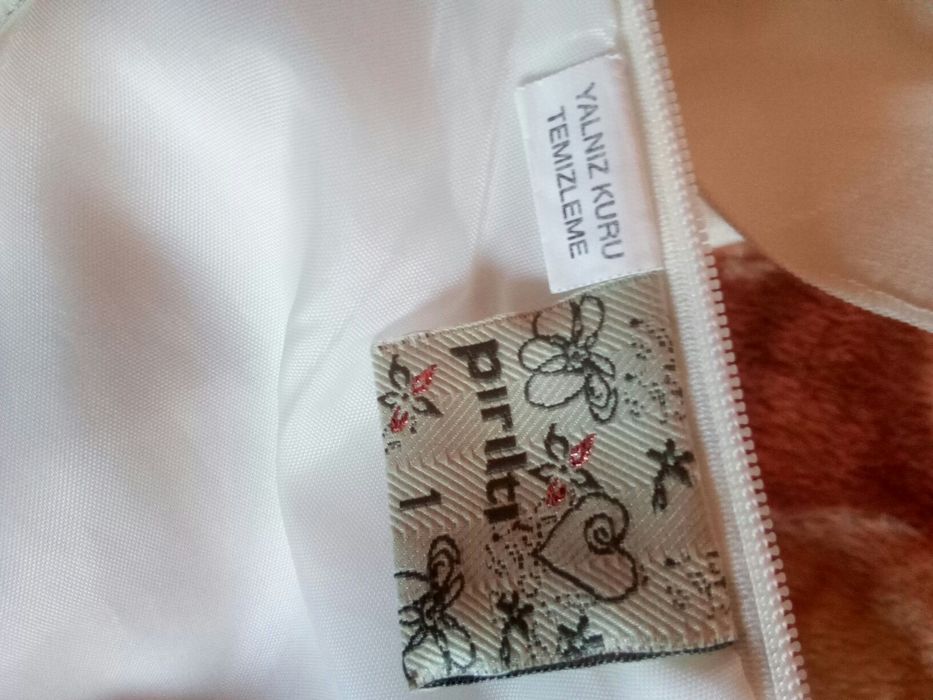 YALNIZ KURU
TEMIZLEME
pırıltı
1